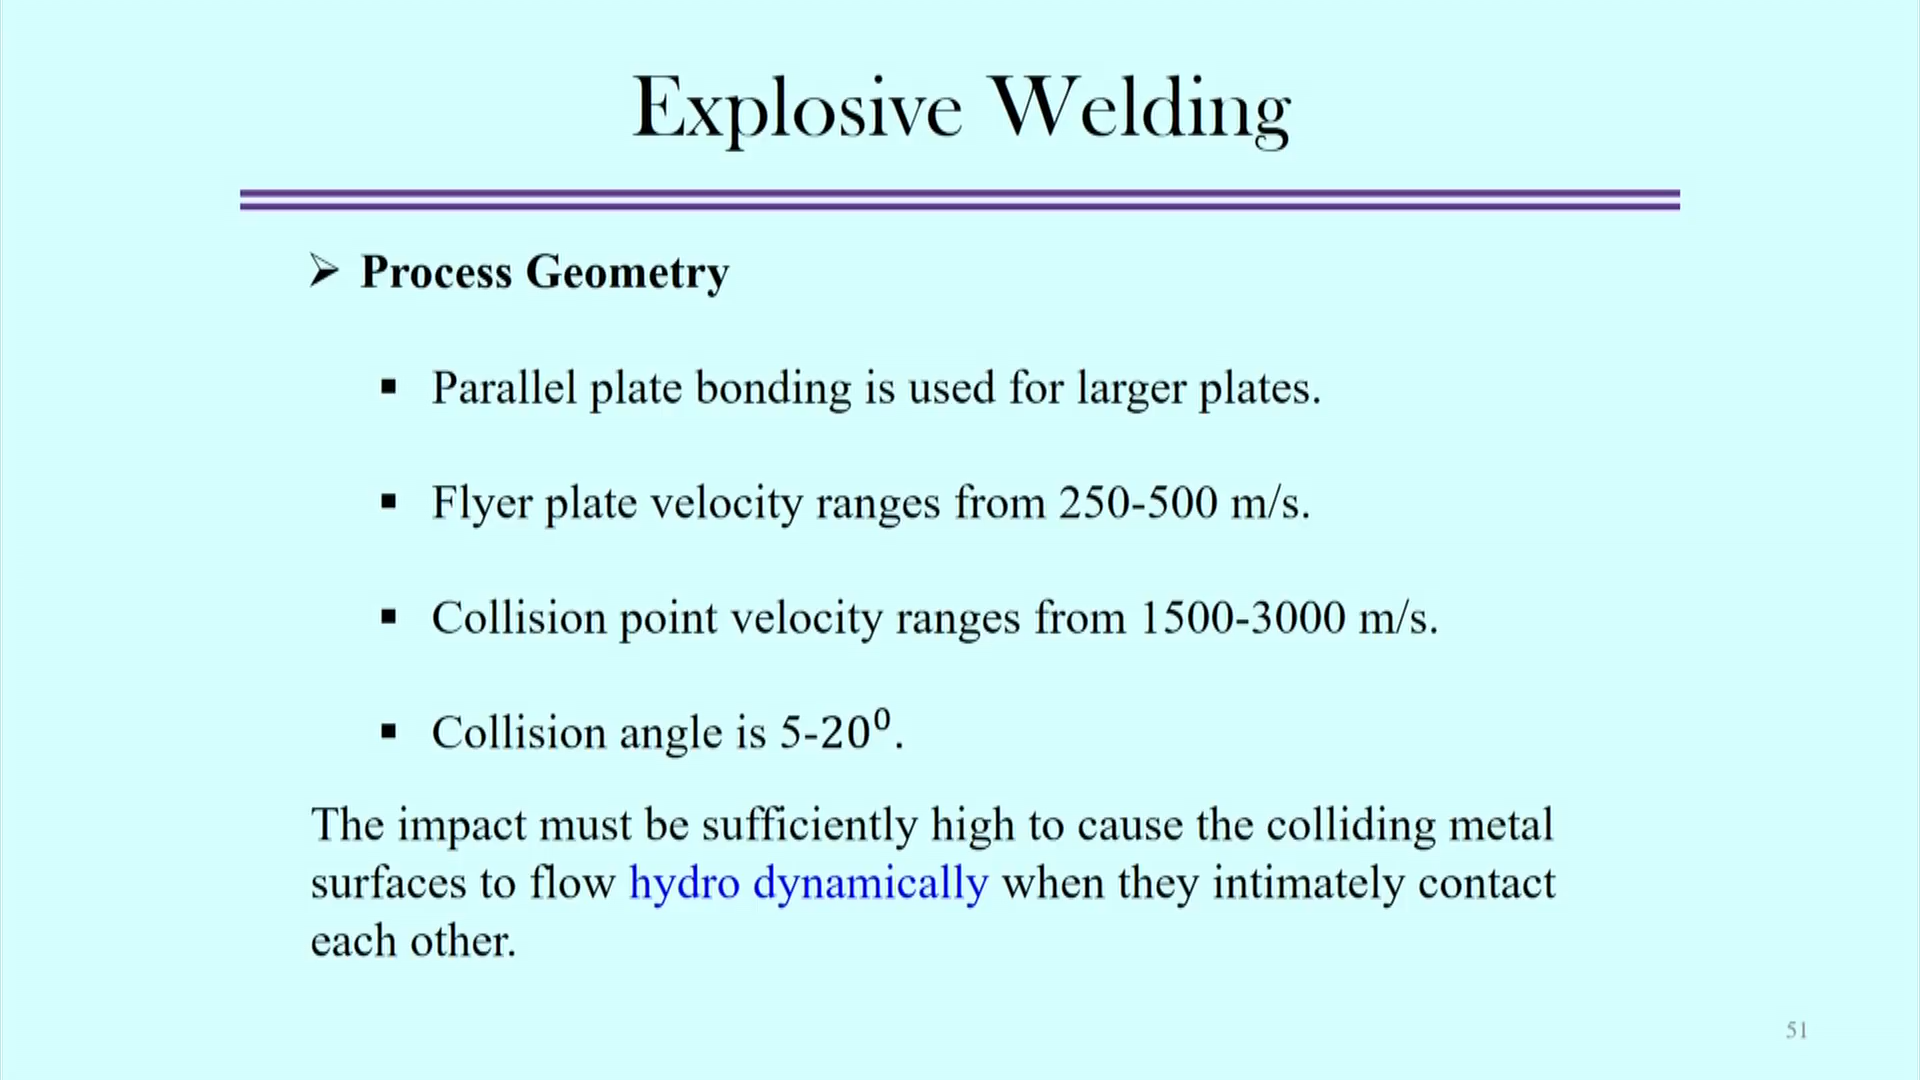 Explosive Welding
➢ Process Geometry
▪ Parallel plate bonding is used for larger plates.
▪ Flyer plate velocity ranges from 250-500 m/s.
▪ Collision point velocity ranges from 1500-3000 m/s.
▪ Collision angle is 5-20⁰.
The impact must be sufficiently high to cause the colliding metal
surfaces to flow hydro dynamically when they intimately contact
each other.
51